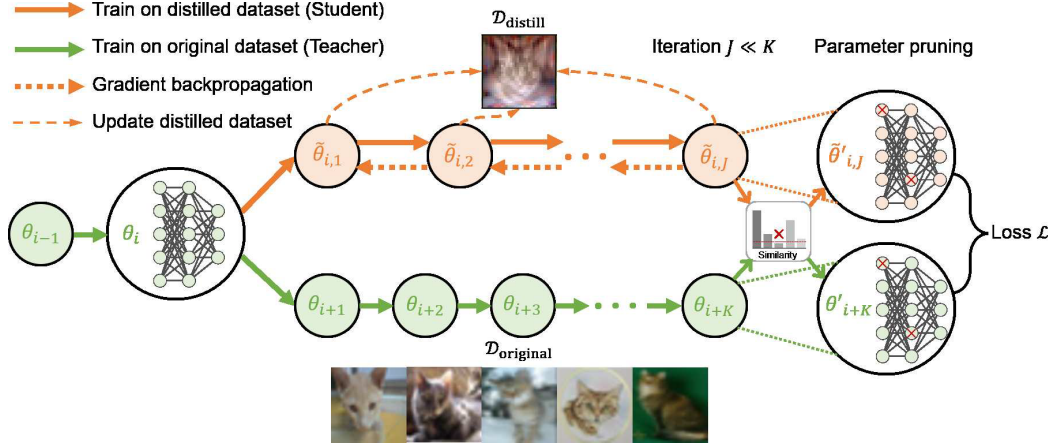 Train on distilled dataset (Student)
Train on original dataset (Teacher)
Gradient backpropagation
Update distilled dataset
𝒟distill
Iteration J ≪ K
Parameter pruning
θ̃i,1
θ̃i,2
θ̃i,J
θ̃′i,J
θi−1
θi
Similarity
Loss ℒ
θi+1
θi+2
θi+3
θi+K
θ′i+K
𝒟original